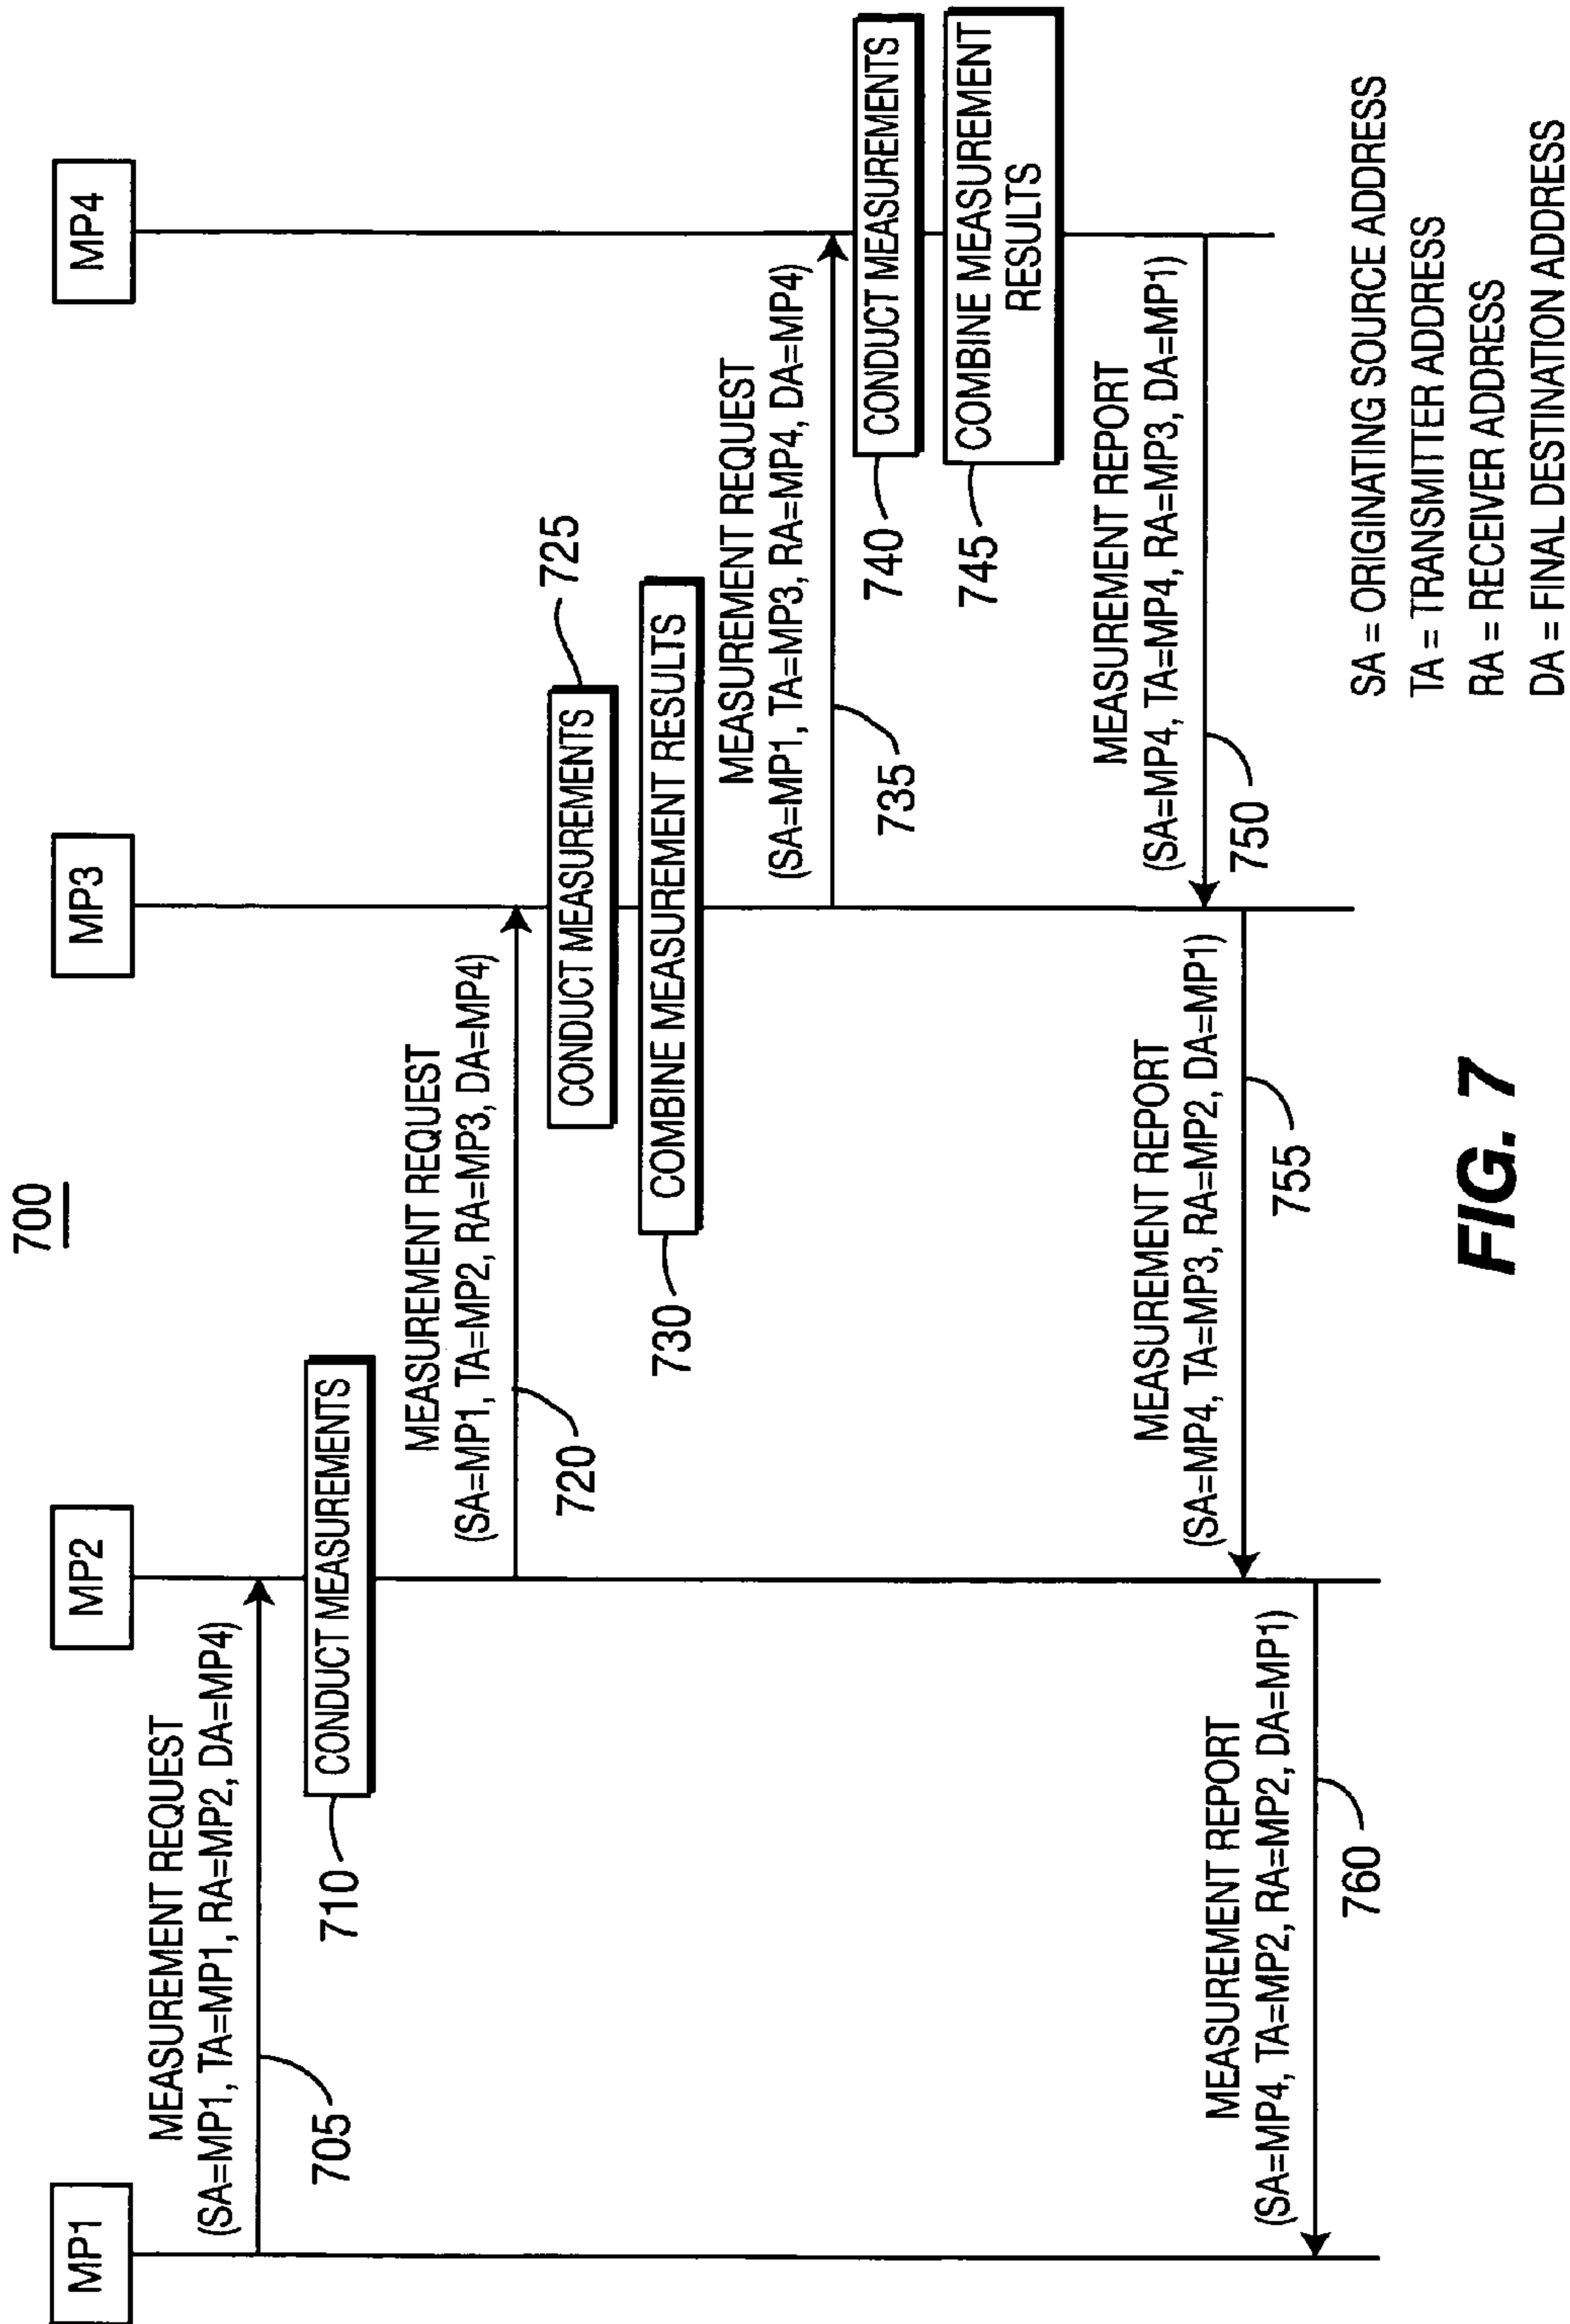 700
MP1
MP2
MP3
MP4
MEASUREMENT REQUEST
(SA=MP1, TA=MP1, RA=MP2, DA=MP4)
705
CONDUCT MEASUREMENTS
710
MEASUREMENT REQUEST
(SA=MP1, TA=MP2, RA=MP3, DA=MP4)
720
CONDUCT MEASUREMENTS
725
COMBINE MEASUREMENT RESULTS
730
MEASUREMENT REQUEST
(SA=MP1, TA=MP3, RA=MP4, DA=MP4)
735
CONDUCT MEASUREMENTS
740
COMBINE MEASUREMENT
RESULTS
745
MEASUREMENT REPORT
(SA=MP4, TA=MP4, RA=MP3, DA=MP1)
750
MEASUREMENT REPORT
(SA=MP4, TA=MP3, RA=MP2, DA=MP1)
755
MEASUREMENT REPORT
(SA=MP4, TA=MP2, RA=MP2, DA=MP1)
760
SA = ORIGINATING SOURCE ADDRESS
TA = TRANSMITTER ADDRESS
RA = RECEIVER ADDRESS
DA = FINAL DESTINATION ADDRESS
FIG. 7